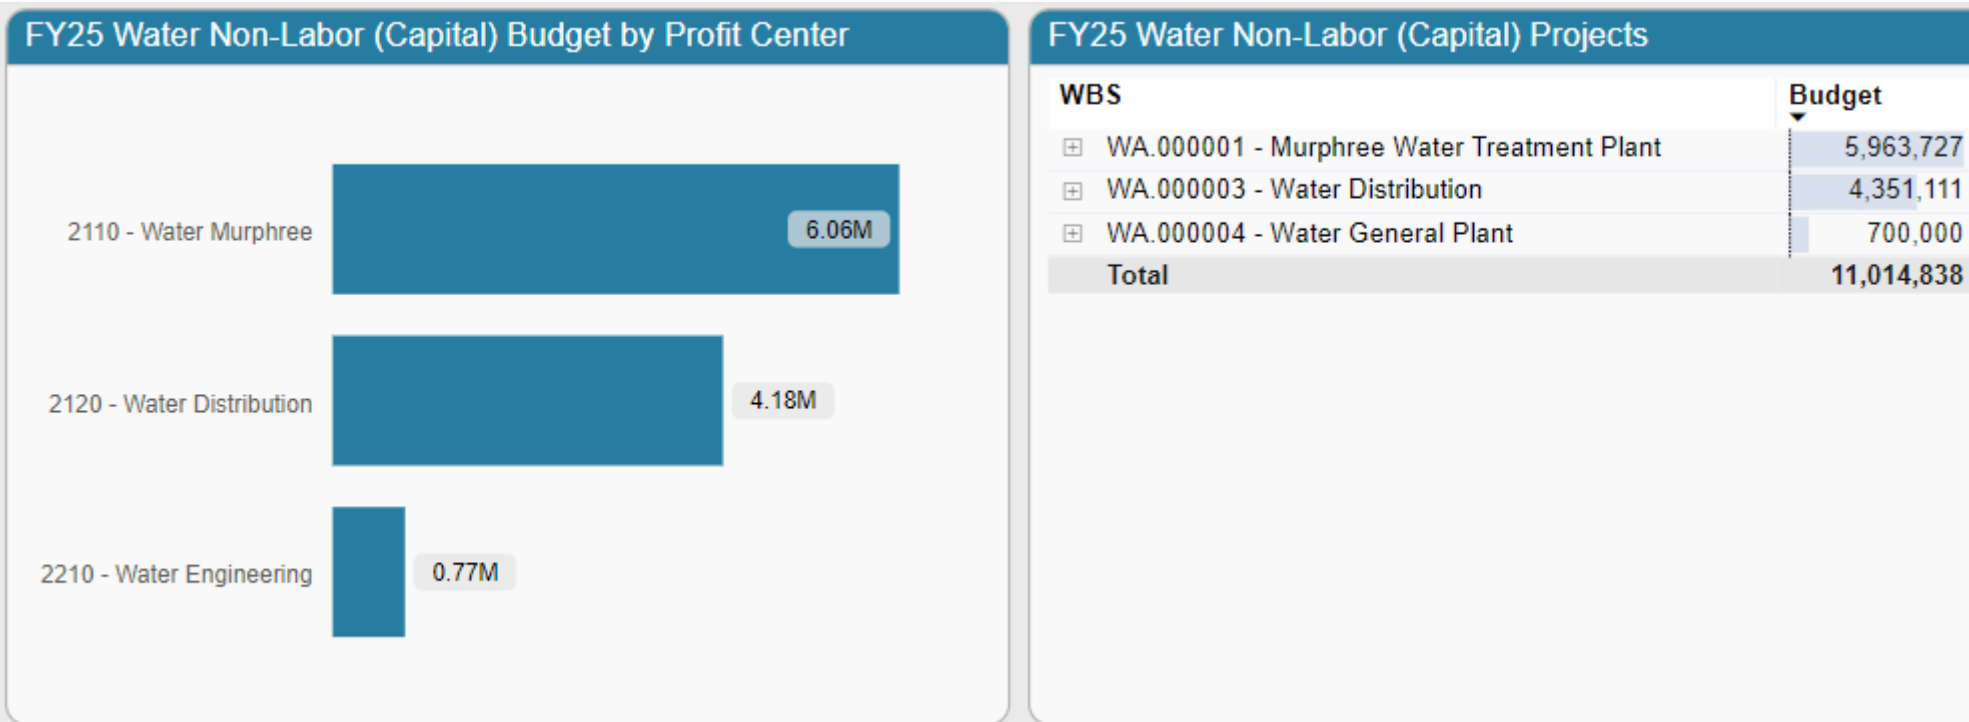 FY25 Water Non-Labor (Capital) Budget by Profit Center
2110 - Water Murphree
6.06M
2120 - Water Distribution
4.18M
2210 - Water Engineering
0.77M
FY25 Water Non-Labor (Capital) Projects
WBS Budget
WA.000001 - Murphree Water Treatment Plant 5,963,727
WA.000003 - Water Distribution 4,351,111
WA.000004 - Water General Plant 700,000
Total 11,014,838